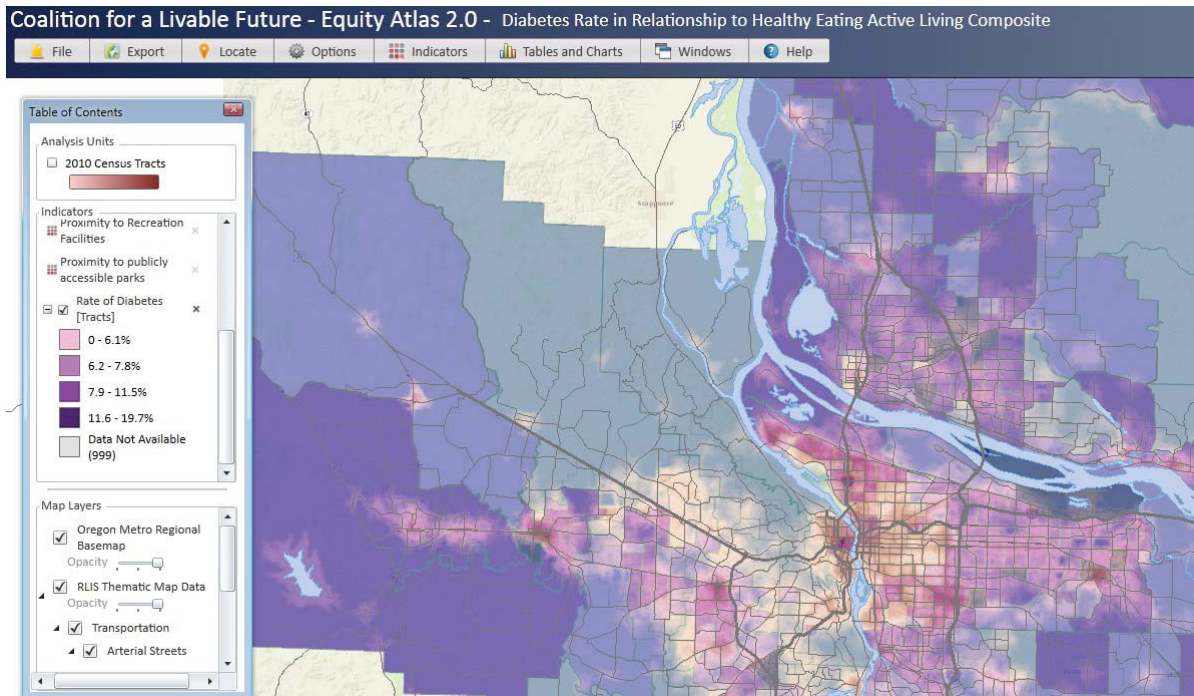 Coalition for a Livable Future - Equity Atlas 2.0 - Diabetes Rate in Relationship to Healthy Eating Active Living Composite
File Export Locate Options Indicators Tables and Charts Windows Help
Table of Contents
Analysis Units
2010 Census Tracts
Indicators
Proximity to Recreation
Facilities
Proximity to publicly
accessible parks
Rate of Diabetes
[Tracts]
0 - 6.1%
6.2 - 7.8%
7.9 - 11.5%
11.6 - 19.7%
Data Not Available
(999)
Map Layers
Oregon Metro Regional
Basemap
Opacity
RLIS Thematic Map Data
Opacity
Transportation
Arterial Streets
Scappoose